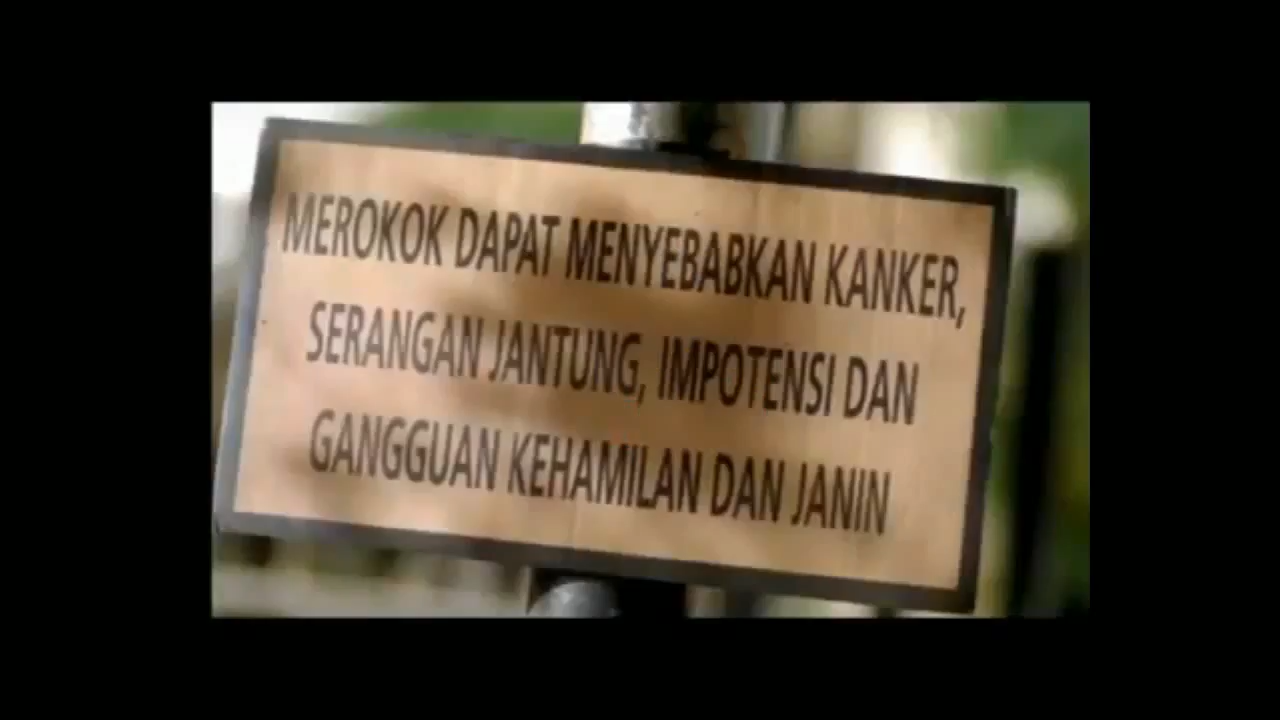 MEROKOK DAPAT MENYEBABKAN KANKER,
SERANGAN JANTUNG, IMPOTENSI DAN
GANGGUAN KEHAMILAN DAN JANIN